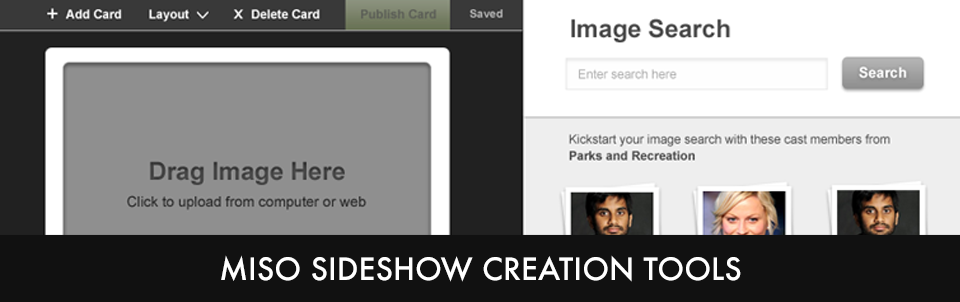 + Add Card Layout X Delete Card Publish Card Saved
Image Search
Enter search here Search
Drag Image Here
Click to upload from computer or web
Kickstart your image search with these cast members from
Parks and Recreation
MISO SIDESHOW CREATION TOOLS